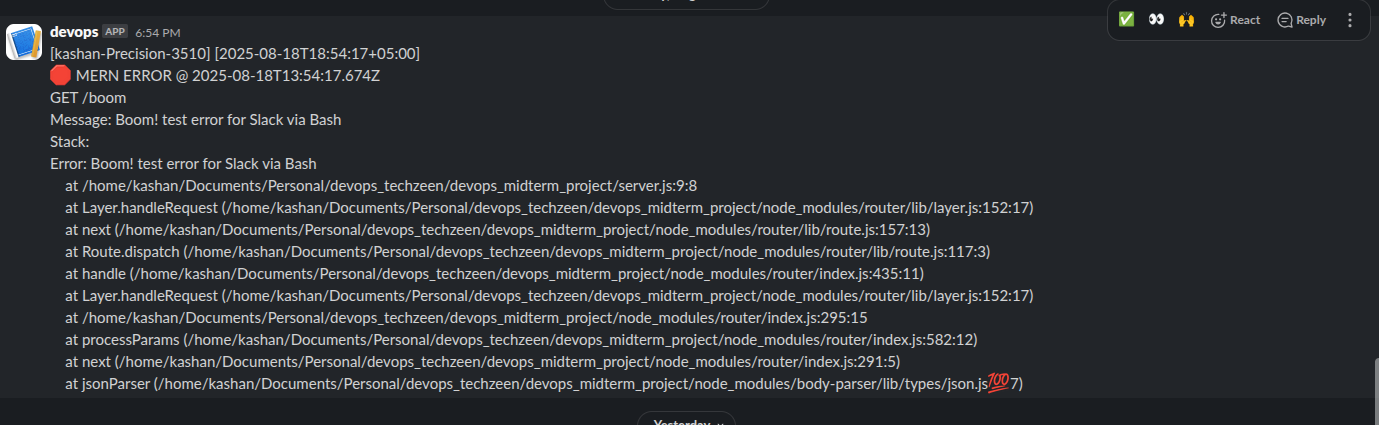 devops APP 6:54 PM
✅ 👀 🙌 React Reply
[kashan-Precision-3510] [2025-08-18T18:54:17+05:00]
🛑 MERN ERROR @ 2025-08-18T13:54:17.674Z
GET /boom
Message: Boom! test error for Slack via Bash
Stack:
Error: Boom! test error for Slack via Bash
at /home/kashan/Documents/Personal/devops_techzeen/devops_midterm_project/server.js:9:8
at Layer.handleRequest (/home/kashan/Documents/Personal/devops_techzeen/devops_midterm_project/node_modules/router/lib/layer.js:152:17)
at next (/home/kashan/Documents/Personal/devops_techzeen/devops_midterm_project/node_modules/router/lib/route.js:157:13)
at Route.dispatch (/home/kashan/Documents/Personal/devops_techzeen/devops_midterm_project/node_modules/router/lib/route.js:117:3)
at handle (/home/kashan/Documents/Personal/devops_techzeen/devops_midterm_project/node_modules/router/index.js:435:11)
at Layer.handleRequest (/home/kashan/Documents/Personal/devops_techzeen/devops_midterm_project/node_modules/router/lib/layer.js:152:17)
at /home/kashan/Documents/Personal/devops_techzeen/devops_midterm_project/node_modules/router/index.js:295:15
at processParams (/home/kashan/Documents/Personal/devops_techzeen/devops_midterm_project/node_modules/router/index.js:582:12)
at next (/home/kashan/Documents/Personal/devops_techzeen/devops_midterm_project/node_modules/router/index.js:291:5)
at jsonParser (/home/kashan/Documents/Personal/devops_techzeen/devops_midterm_project/node_modules/body-parser/lib/types/json.js💯7)
Yesterday